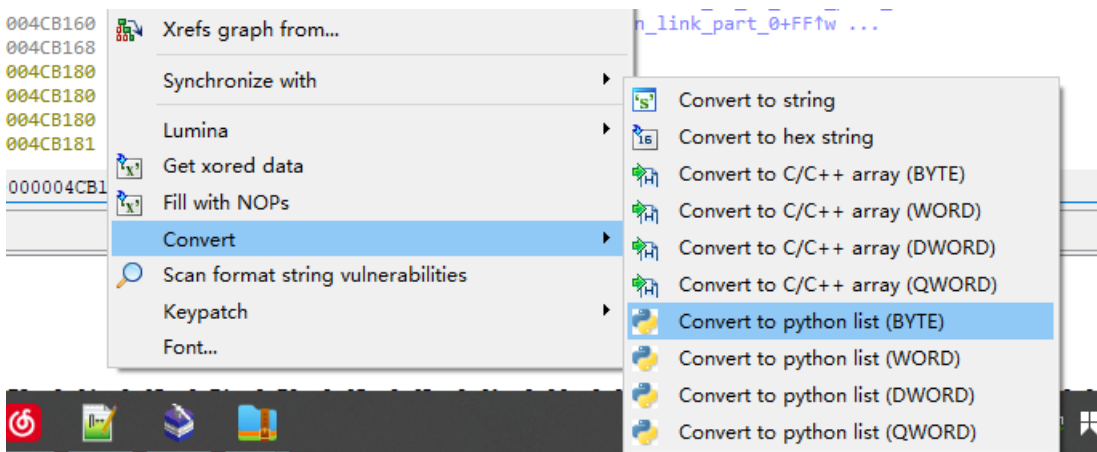 004CB160
004CB168
004CB180
004CB180
004CB180
004CB181
000004CB1
Xrefs graph from...
Synchronize with
Lumina
Get xored data
Fill with NOPs
Convert
Scan format string vulnerabilities
Keypatch
Font...
n_link_part_0+FF↑w ...
Convert to string
Convert to hex string
Convert to C/C++ array (BYTE)
Convert to C/C++ array (WORD)
Convert to C/C++ array (DWORD)
Convert to C/C++ array (QWORD)
Convert to python list (BYTE)
Convert to python list (WORD)
Convert to python list (DWORD)
Convert to python list (QWORD)